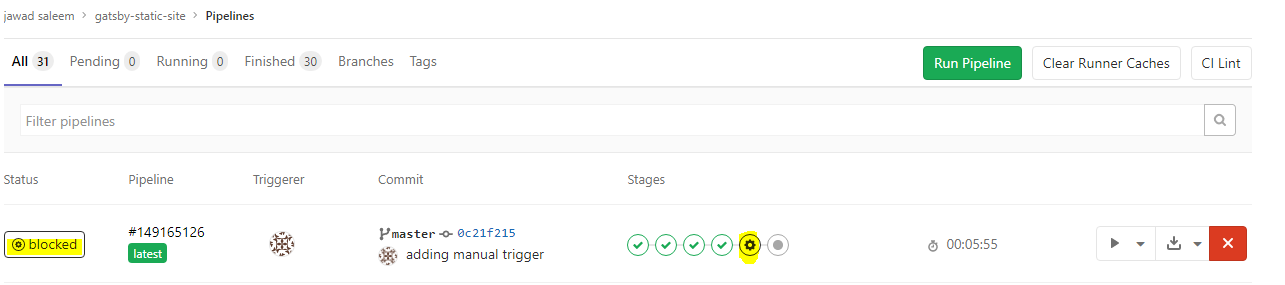 jawad saleem > gatsby-static-site > Pipelines
All 31 Pending 0 Running 0 Finished 30 Branches Tags Run Pipeline Clear Runner Caches CI Lint
Filter pipelines
Status Pipeline Triggerer Commit Stages
blocked #149165126 master 0c21f215 00:05:55
latest adding manual trigger